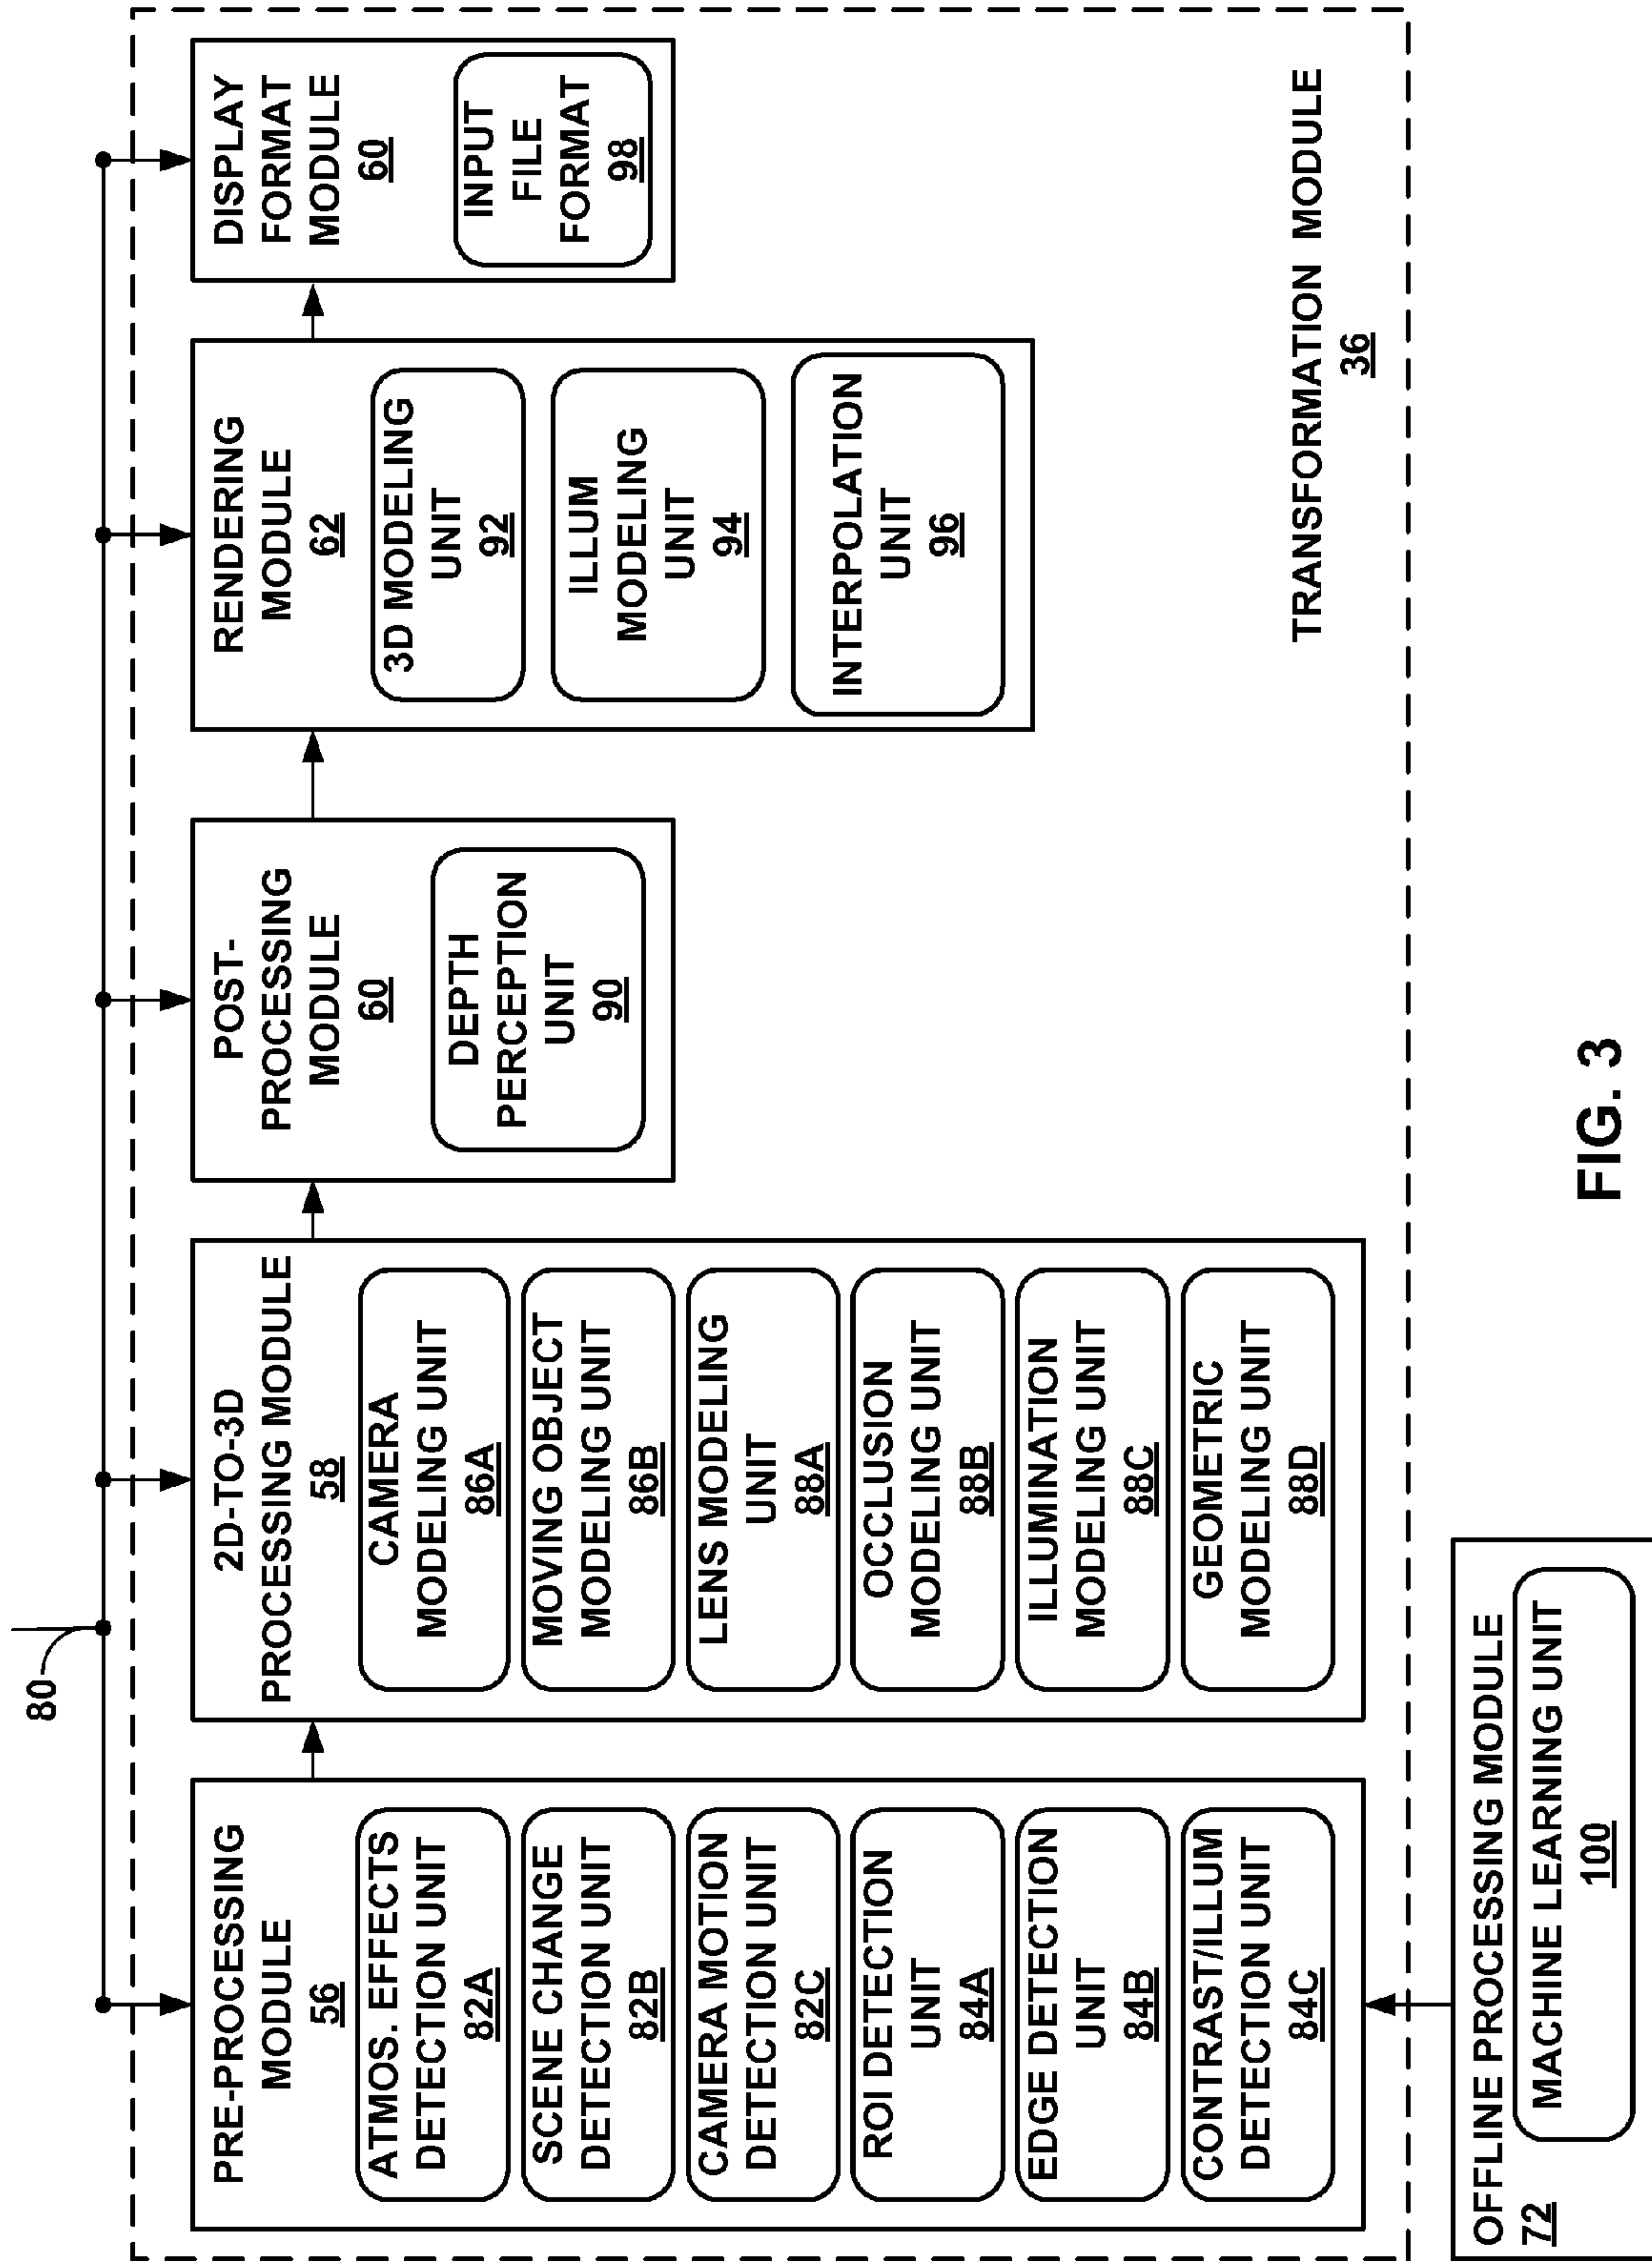 80
PRE-PROCESSING
MODULE
56
ATMOS. EFFECTS
DETECTION UNIT
82A
SCENE CHANGE
DETECTION UNIT
82B
CAMERA MOTION
DETECTION UNIT
82C
ROI DETECTION
UNIT
84A
EDGE DETECTION
UNIT
84B
CONTRAST/ILLUM
DETECTION UNIT
84C
2D-TO-3D
PROCESSING MODULE
58
CAMERA
MODELING UNIT
86A
MOVING OBJECT
MODELING UNIT
86B
LENS MODELING
UNIT
88A
OCCLUSION
MODELING UNIT
88B
ILLUMINATION
MODELING UNIT
88C
GEOMETRIC
MODELING UNIT
88D
POST-
PROCESSING
MODULE
60
DEPTH
PERCEPTION
UNIT
90
RENDERING
MODULE
62
3D MODELING
UNIT
92
ILLUM
MODELING
UNIT
94
INTERPOLATION
UNIT
96
DISPLAY
FORMAT
MODULE
60
INPUT
FILE
FORMAT
98
TRANSFORMATION MODULE
36
OFFLINE PROCESSING MODULE
72
MACHINE LEARNING UNIT
100
FIG. 3